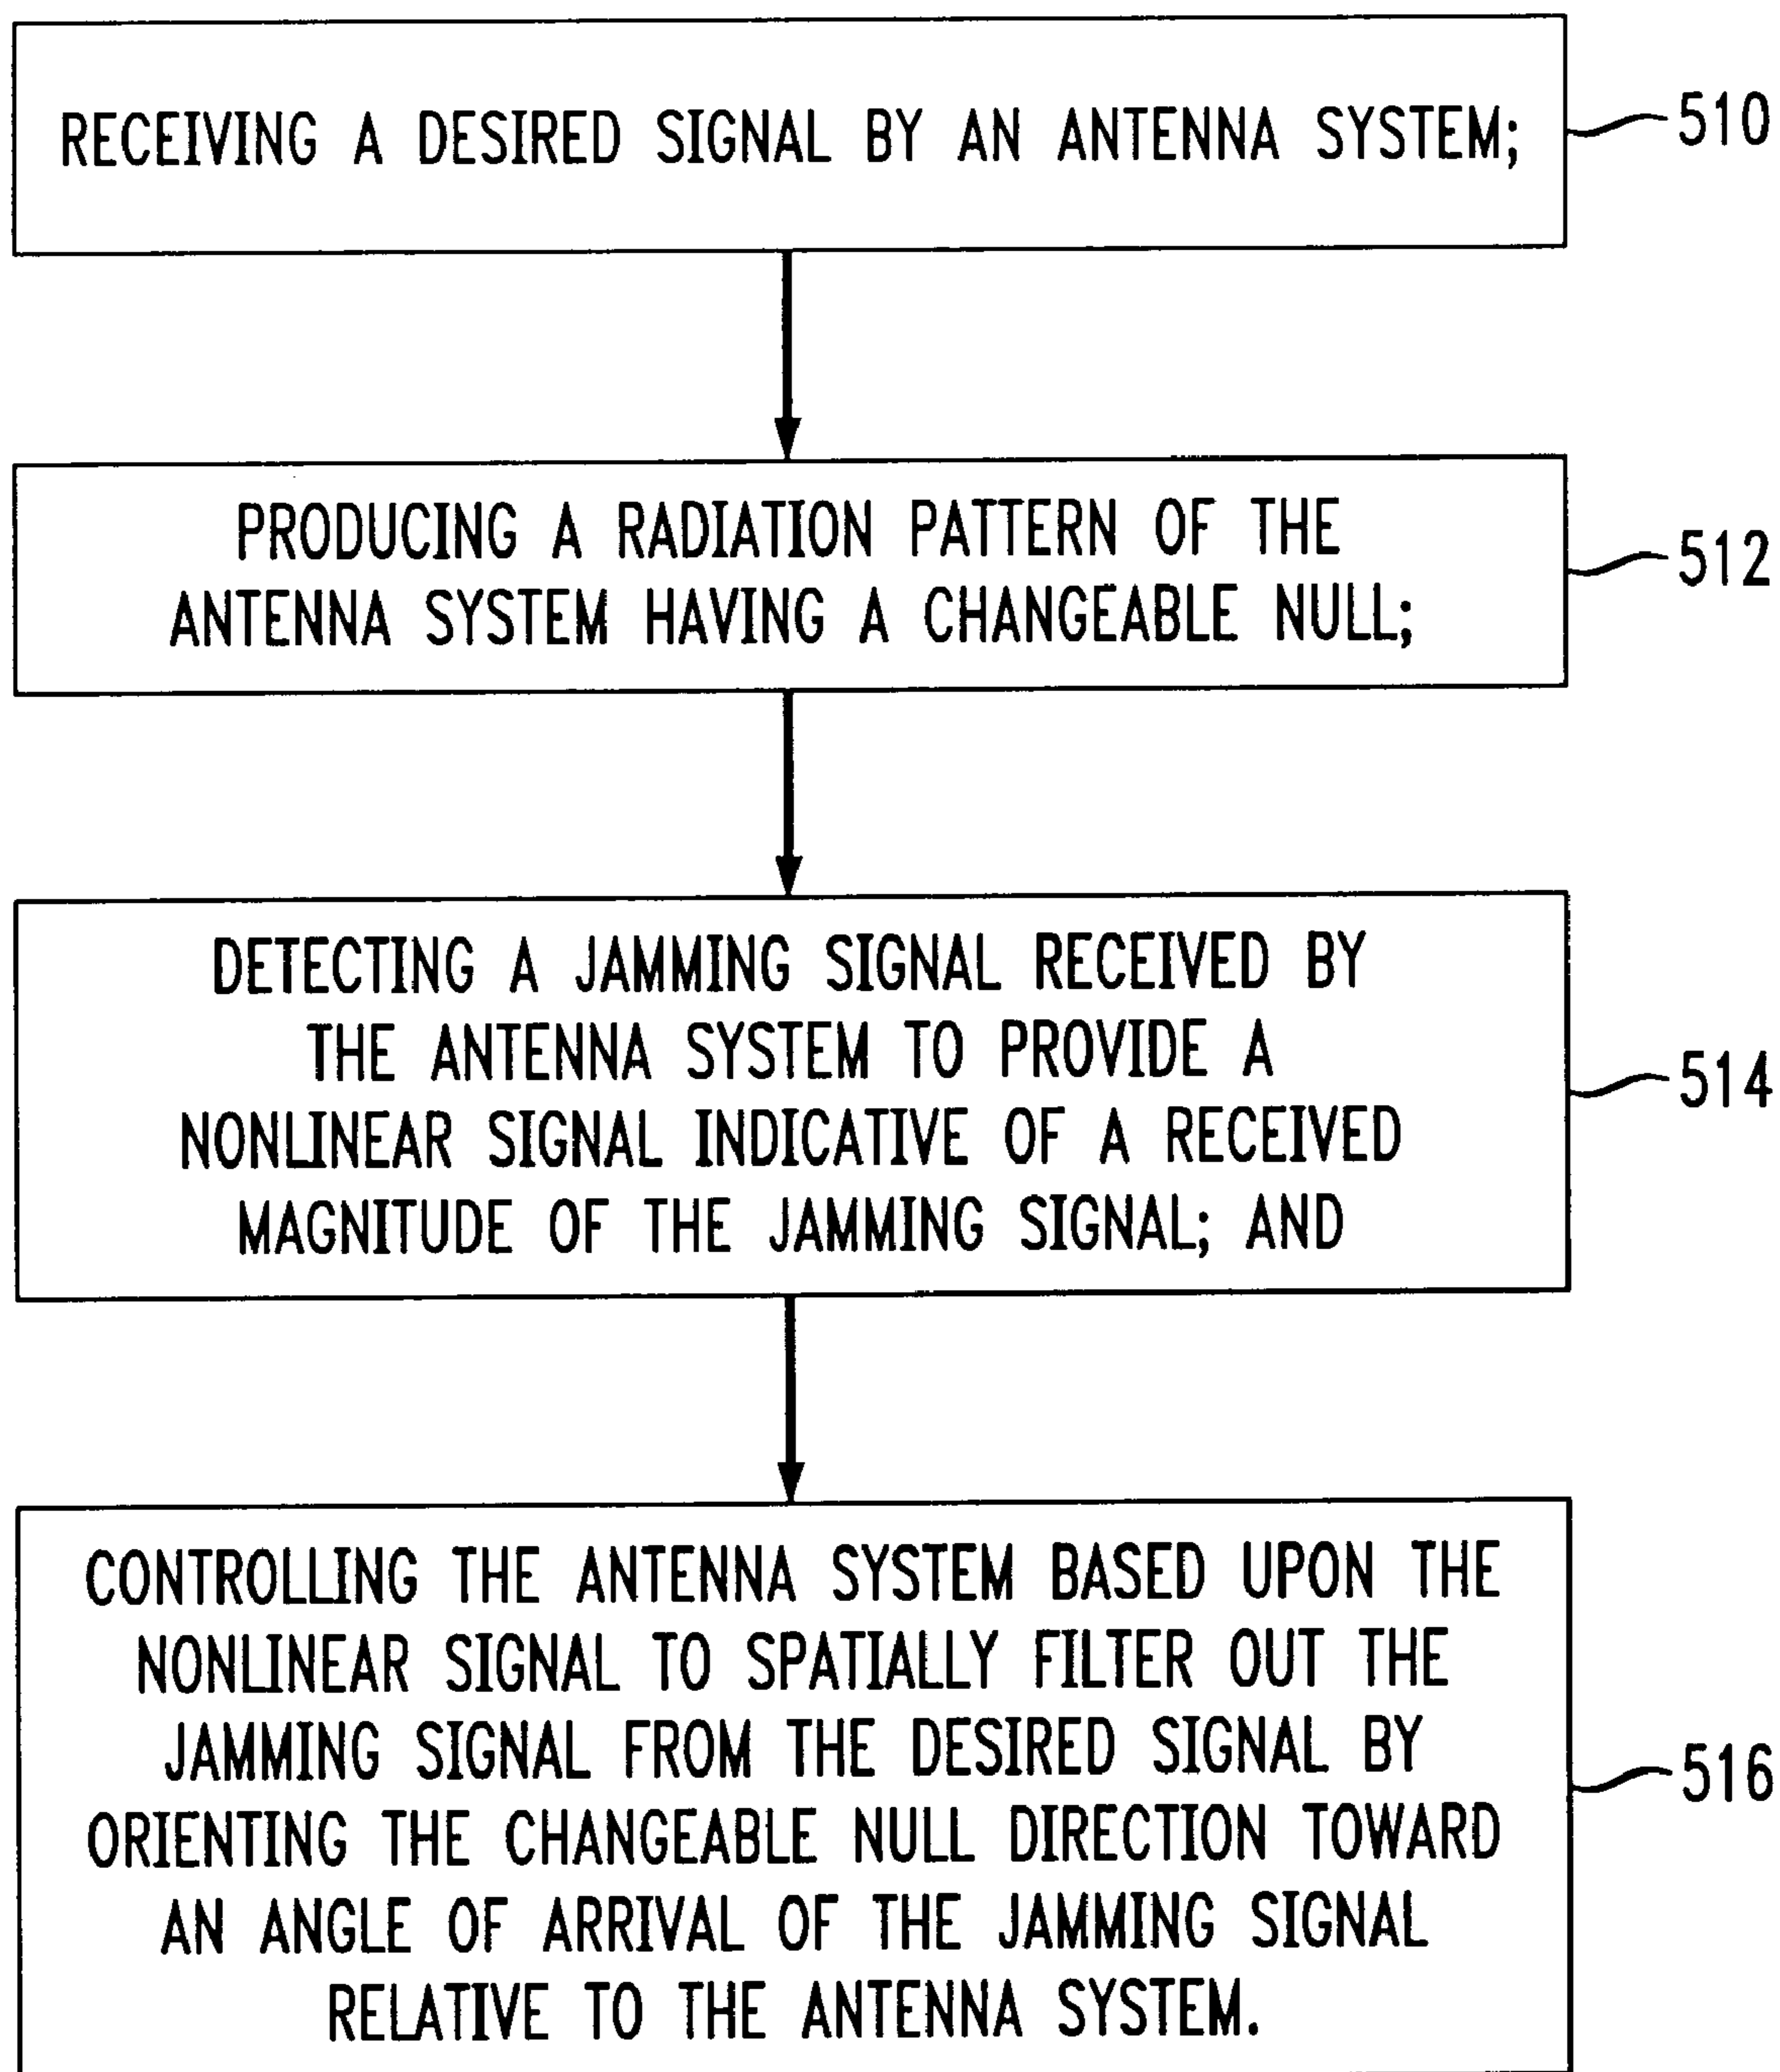 RECEIVING A DESIRED SIGNAL BY AN ANTENNA SYSTEM;
510
PRODUCING A RADIATION PATTERN OF THE
ANTENNA SYSTEM HAVING A CHANGEABLE NULL;
512
DETECTING A JAMMING SIGNAL RECEIVED BY
THE ANTENNA SYSTEM TO PROVIDE A
NONLINEAR SIGNAL INDICATIVE OF A RECEIVED
MAGNITUDE OF THE JAMMING SIGNAL; AND
514
CONTROLLING THE ANTENNA SYSTEM BASED UPON THE
NONLINEAR SIGNAL TO SPATIALLY FILTER OUT THE
JAMMING SIGNAL FROM THE DESIRED SIGNAL BY
ORIENTING THE CHANGEABLE NULL DIRECTION TOWARD
AN ANGLE OF ARRIVAL OF THE JAMMING SIGNAL
RELATIVE TO THE ANTENNA SYSTEM.
516